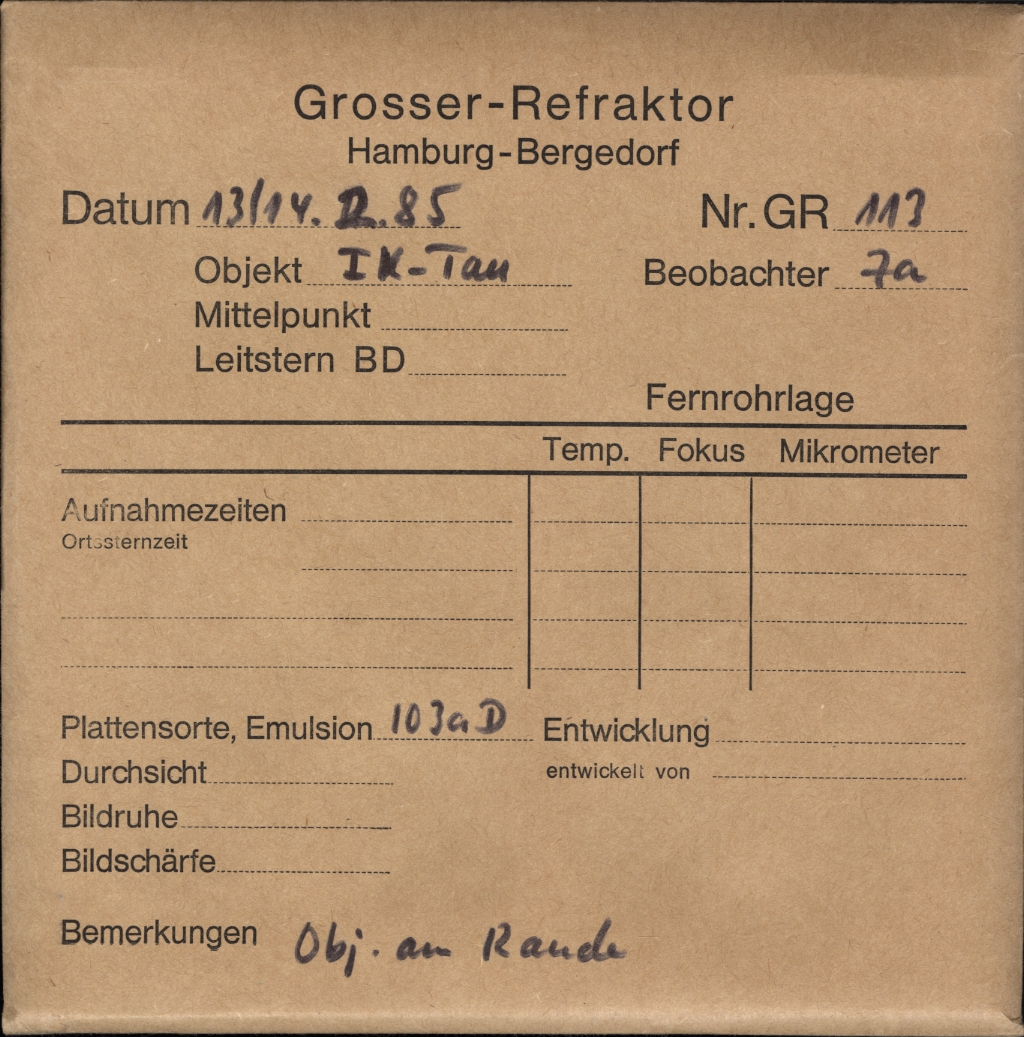 Grosser-Refraktor
Hamburg-Bergedorf
Datum 13/14. II. 85 Nr. GR 113
Objekt IK-Tau Beobachter 7a
Mittelpunkt
Leitstern BD
Fernrohrlage
Temp. Fokus Mikrometer
Aufnahmezeiten
Ortssternzeit
Plattensorte, Emulsion 103aD Entwicklung
Durchsicht entwickelt von
Bildruhe
Bildschärfe
Bemerkungen Obj. am Rande